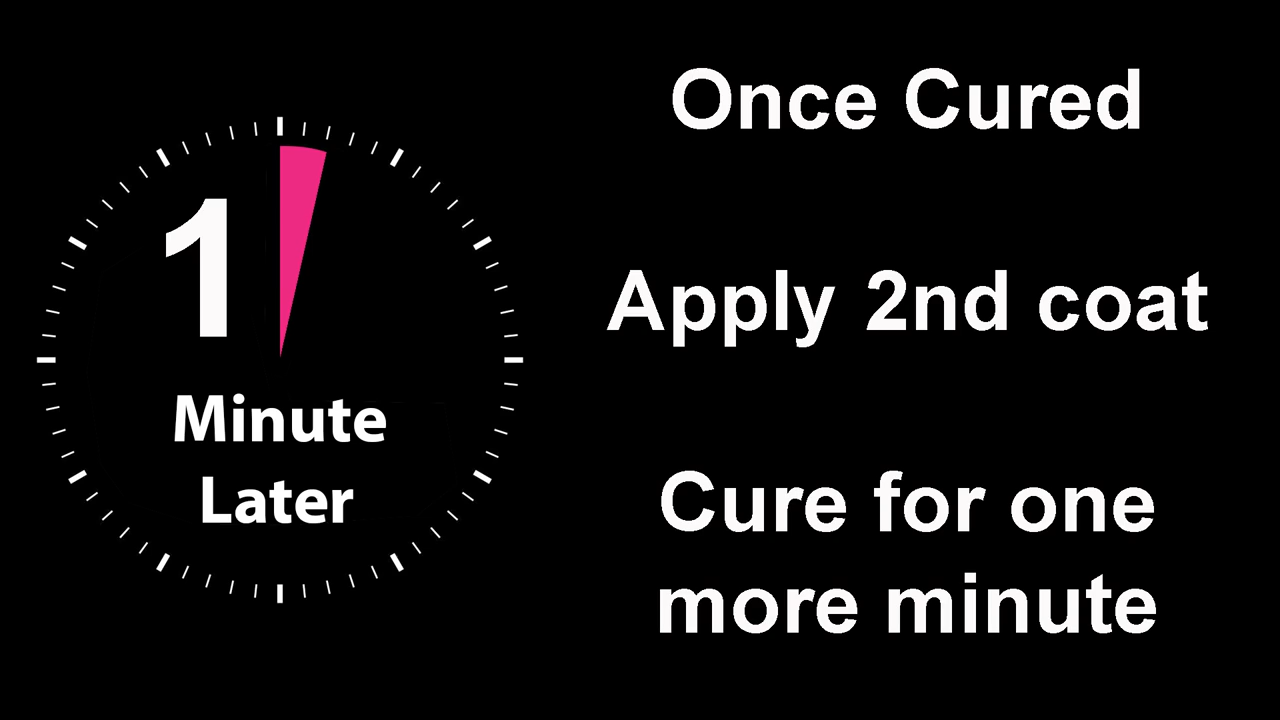 1
Minute
Later
Once Cured
Apply 2nd coat
Cure for one
more minute